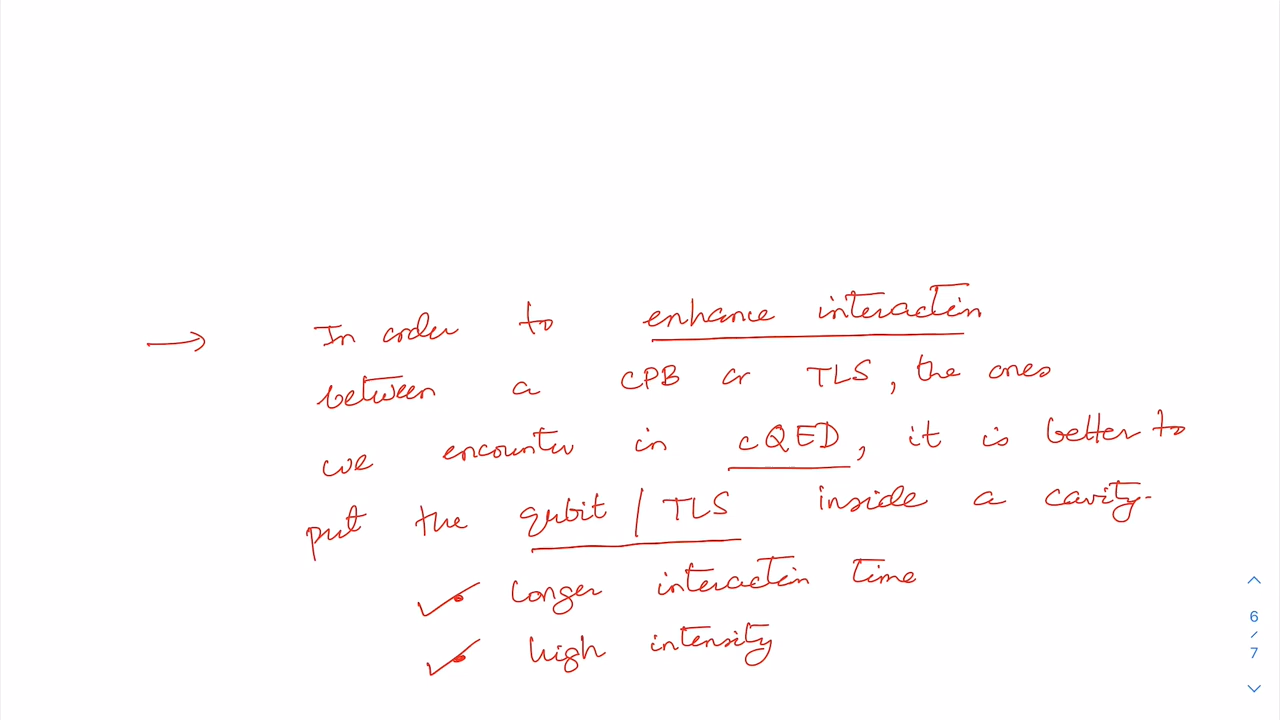 → In order to enhance interaction
between a CPB or TLS, the ones
we encounter in cQED, it is better to
put the qubit / TLS inside a cavity.
✓ Longer interaction time
✓ high intensity
6
/
7